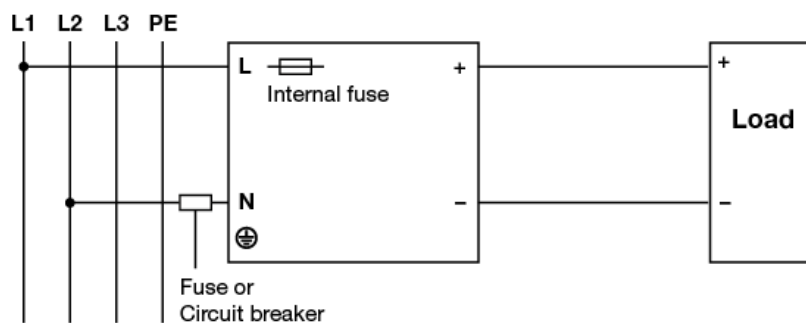 L1 L2 L3 PE
L
Internal fuse
+
+
Load
N
–
–
Fuse or
Circuit breaker